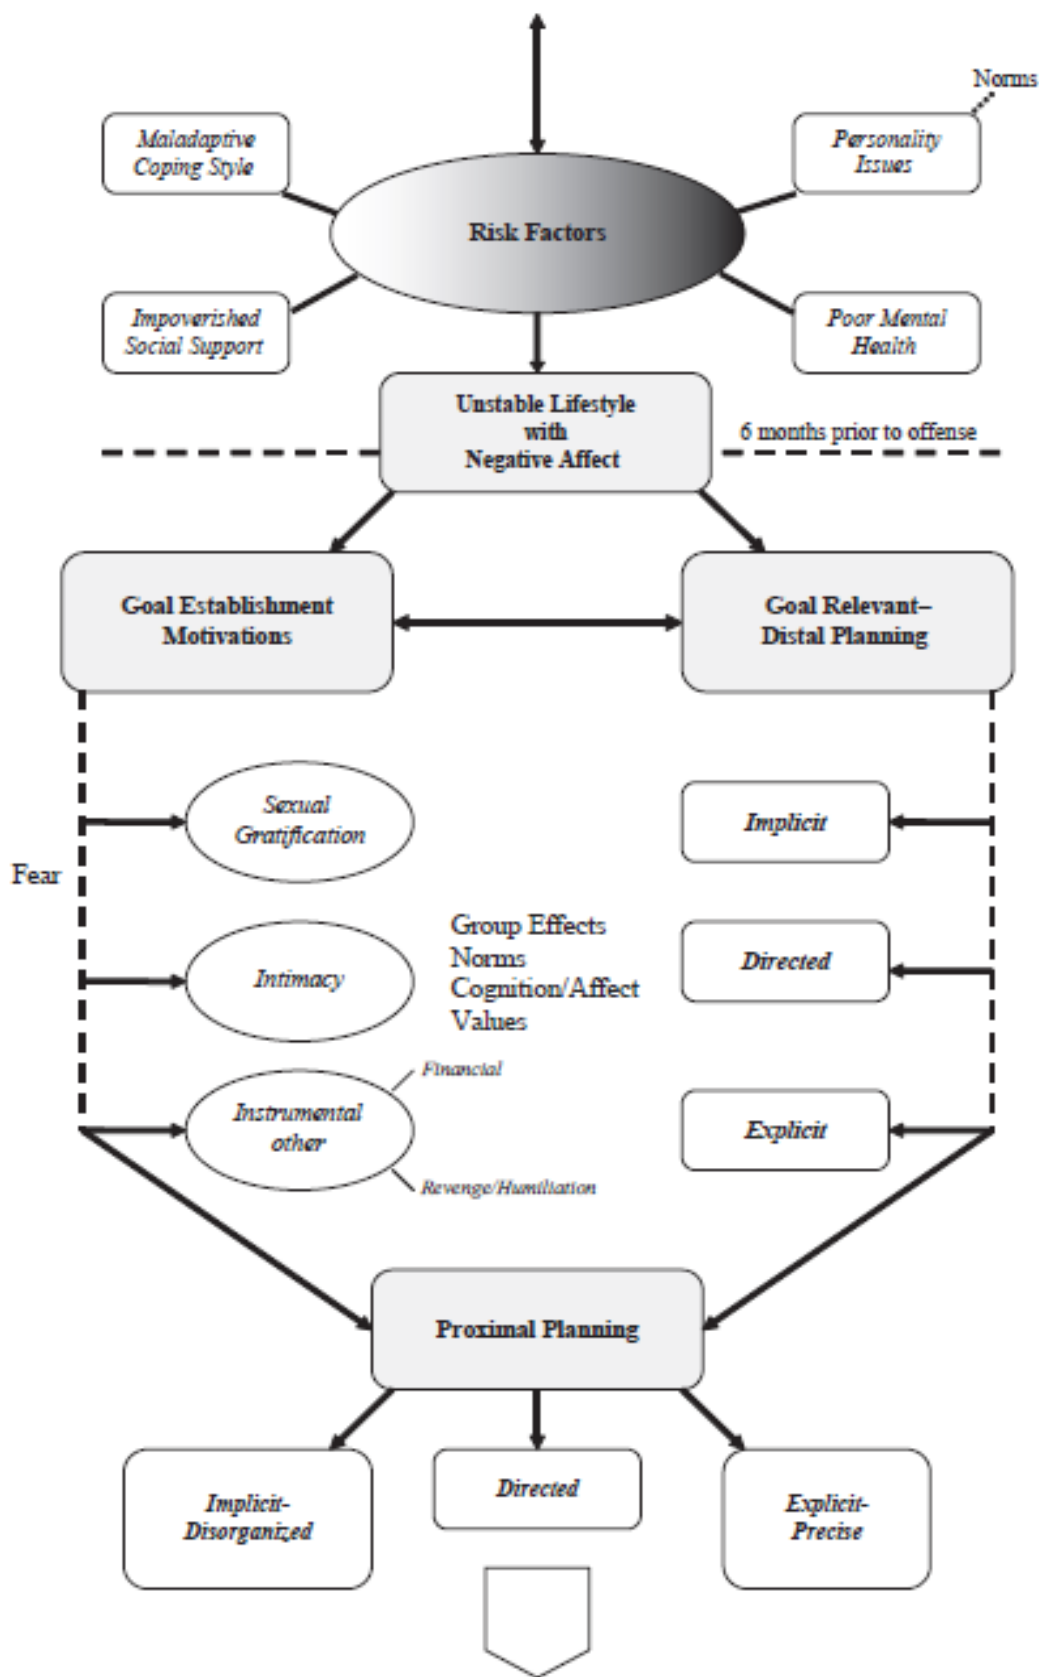 Norms
Maladaptive
Coping Style
Personality
Issues
Risk Factors
Impoverished
Social Support
Poor Mental
Health
Unstable Lifestyle
with
Negative Affect
6 months prior to offense
Goal Establishment
Motivations
Goal Relevant–
Distal Planning
Sexual
Gratification
Implicit
Fear
Group Effects
Norms
Cognition/Affect
Values
Intimacy
Directed
Financial
Instrumental
other
Revenge/Humiliation
Explicit
Proximal Planning
Implicit-
Disorganized
Directed
Explicit-
Precise